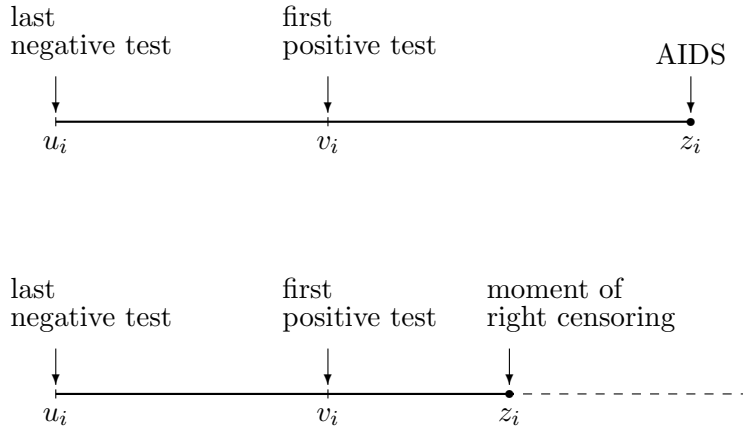 last
negative test
first
positive test
AIDS
u_i
v_i
z_i
last
negative test
first
positive test
moment of
right censoring
u_i
v_i
z_i